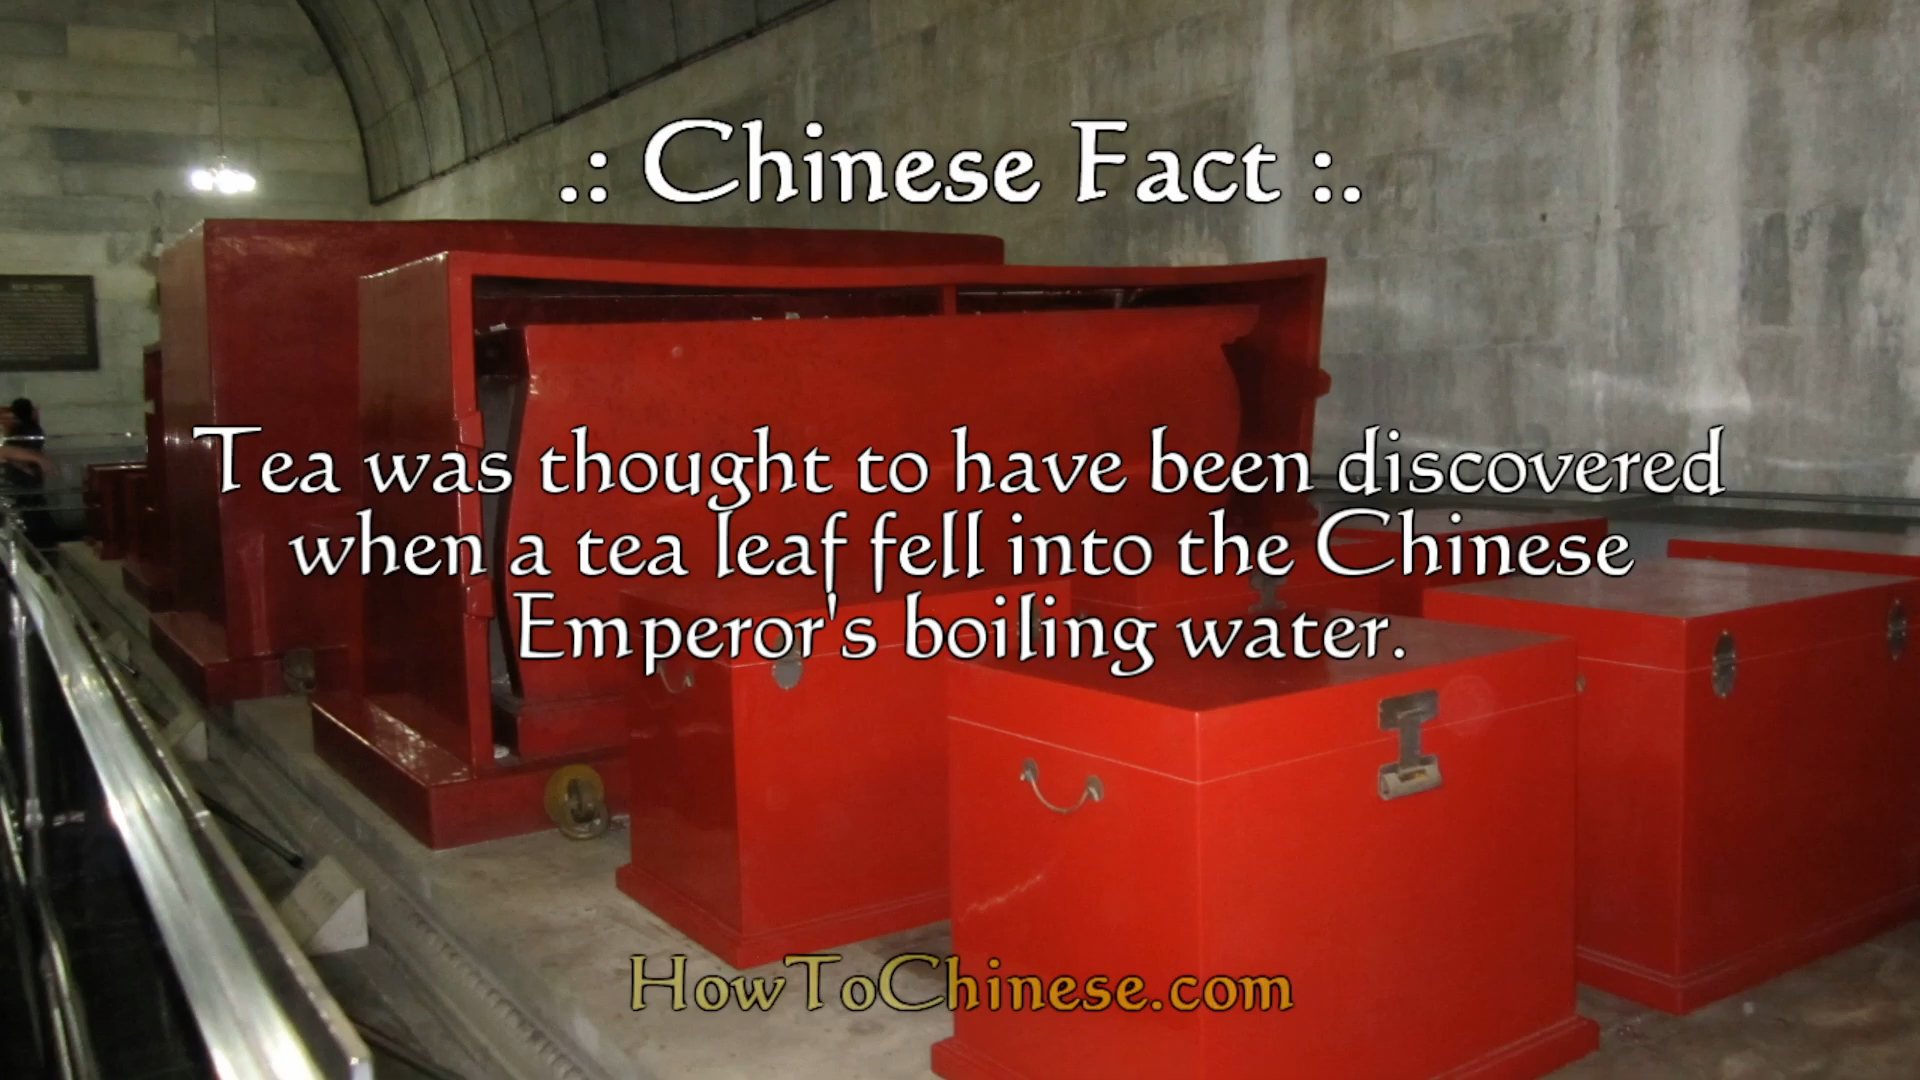 .: Chinese Fact :.
Tea was thought to have been discovered
when a tea leaf fell into the Chinese
Emperor's boiling water.
HowToChinese.com